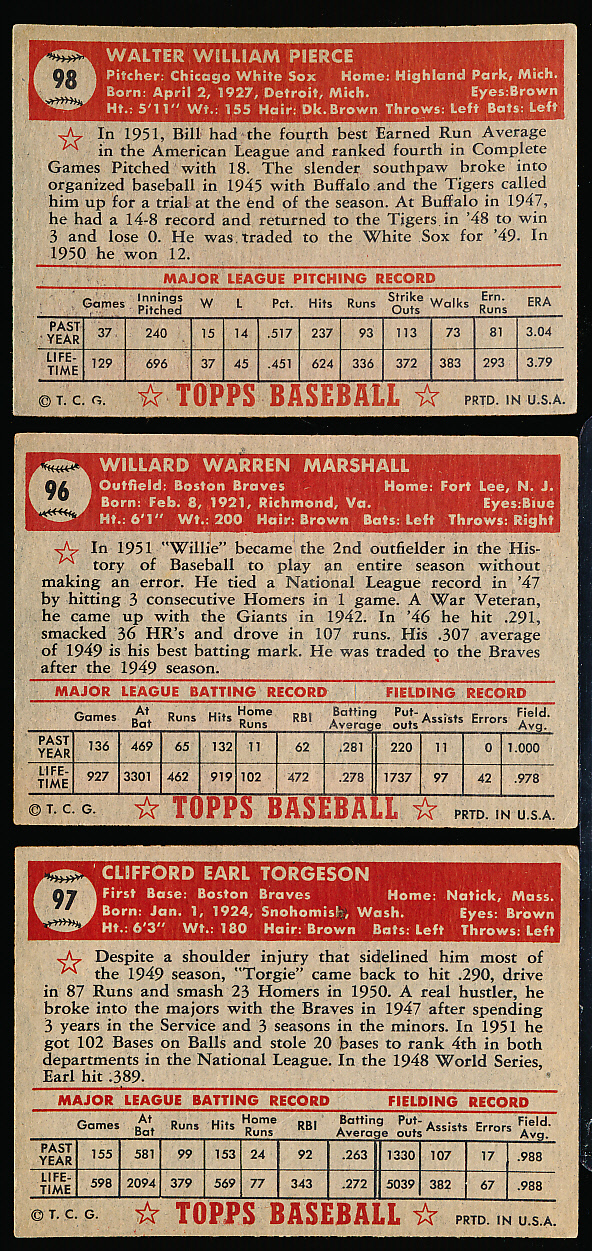 WALTER WILLIAM PIERCE
98
Pitcher: Chicago White Sox Home: Highland Park, Mich.
Born: April 2, 1927, Detroit, Mich. Eyes:Brown
Ht.: 5'11" Wt.: 155 Hair: Dk.Brown Throws: Left Bats: Left
In 1951, Bill had the fourth best Earned Run Average
in the American League and ranked fourth in Complete
Games Pitched with 18. The slender southpaw broke into
organized baseball in 1945 with Buffalo and the Tigers called
him up for a trial at the end of the season. At Buffalo in 1947,
he had a 14-8 record and returned to the Tigers in '48 to win
3 and lose 0. He was traded to the White Sox for '49. In
1950 he won 12.
MAJOR LEAGUE PITCHING RECORD
Games Innings Pitched W L Pct. Hits Runs Strike Outs Walks Ern. Runs ERA
PAST YEAR 37 240 15 14 .517 237 93 113 73 81 3.04
LIFE-TIME 129 696 37 45 .451 624 336 372 383 293 3.79
© T. C. G. TOPPS BASEBALL PRTD. IN U.S.A.
WILLARD WARREN MARSHALL
96
Outfield: Boston Braves Home: Fort Lee, N. J.
Born: Feb. 8, 1921, Richmond, Va. Eyes:Blue
Ht.: 6'1" Wt.: 200 Hair: Brown Bats: Left Throws: Right
In 1951 "Willie" became the 2nd outfielder in the His-
tory of Baseball to play an entire season without
making an error. He tied a National League record in '47
by hitting 3 consecutive Homers in 1 game. A War Veteran,
he came up with the Giants in 1942. In '46 he hit .291,
smacked 36 HR's and drove in 107 runs. His .307 average
of 1949 is his best batting mark. He was traded to the Braves
after the 1949 season.
MAJOR LEAGUE BATTING RECORD FIELDING RECORD
Games At Bat Runs Hits Home Runs RBI Batting Average Put-outs Assists Errors Field. Avg.
PAST YEAR 136 469 65 132 11 62 .281 220 11 0 1.000
LIFE-TIME 927 3301 462 919 102 472 .278 1737 97 42 .978
© T. C. G. TOPPS BASEBALL PRTD. IN U.S.A.
CLIFFORD EARL TORGESON
97
First Base: Boston Braves Home: Natick, Mass.
Born: Jan. 1, 1924, Snohomish, Wash. Eyes: Brown
Ht.: 6'3" Wt.: 180 Hair: Brown Bats: Left Throws: Left
Despite a shoulder injury that sidelined him most of
the 1949 season, "Torgie" came back to hit .290, drive
in 87 Runs and smash 23 Homers in 1950. A real hustler, he
broke into the majors with the Braves in 1947 after spending
3 years in the Service and 3 seasons in the minors. In 1951 he
got 102 Bases on Balls and stole 20 bases to rank 4th in both
departments in the National League. In the 1948 World Series,
Earl hit .389.
MAJOR LEAGUE BATTING RECORD FIELDING RECORD
Games At Bat Runs Hits Home Runs RBI Batting Average Put-outs Assists Errors Field. Avg.
PAST YEAR 155 581 99 153 24 92 .263 1330 107 17 .988
LIFE-TIME 598 2094 379 569 77 343 .272 5039 382 67 .988
© T. C. G. TOPPS BASEBALL PRTD. IN U.S.A.